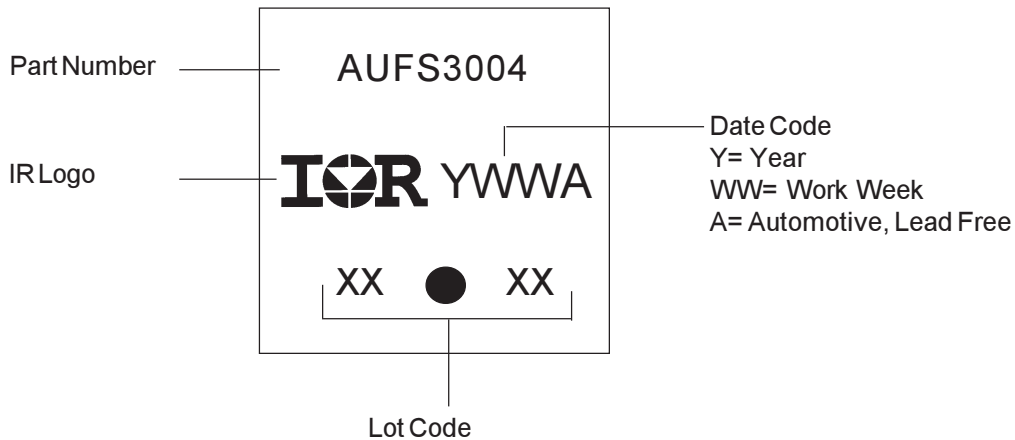 Part Number
AUFS3004
IR Logo
IOR YWWA
Date Code
Y= Year
WW= Work Week
A= Automotive, Lead Free
XX XX
Lot Code